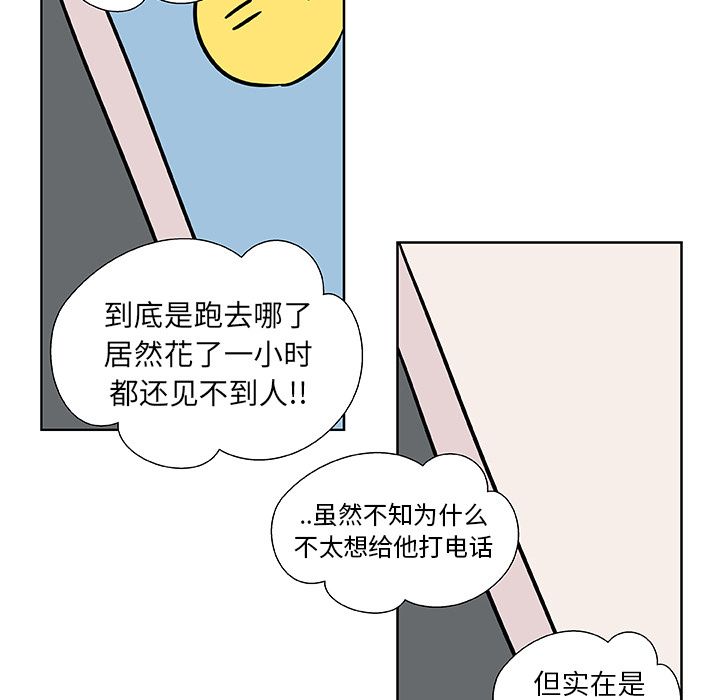 到底是跑去哪了
居然花了一小时
都还见不到人!!
..虽然不知为什么
不太想给他打电话
但实在是